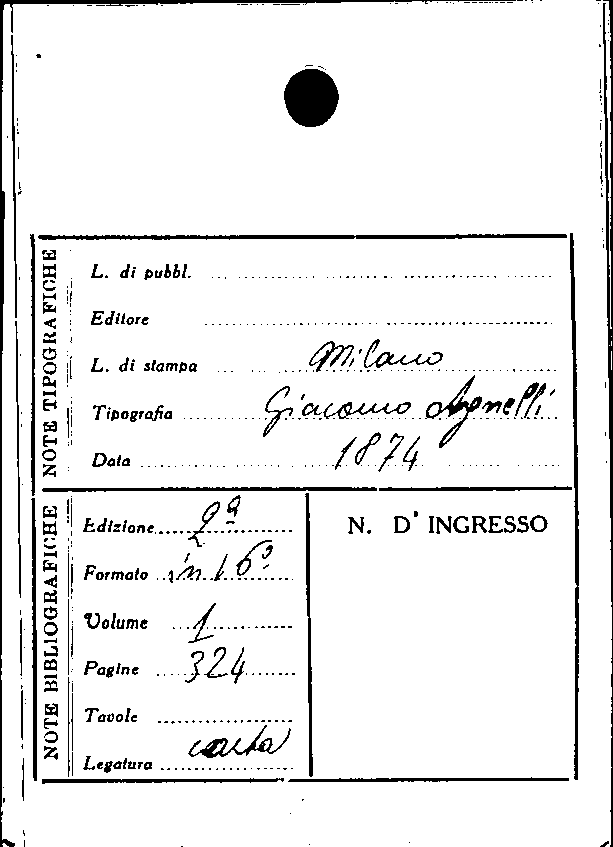 NOTE TIPOGRAFICHE
L. di pubbl.
Editore
L. di stampa Milano
Tipografia Giacomo Agnelli
Data 1874
NOTE BIBLIOGRAFICHE
Edizione 2ª
Formato in 16º
Volume 1
Pagine 324
Tavole
Legatura carta
N. D'INGRESSO